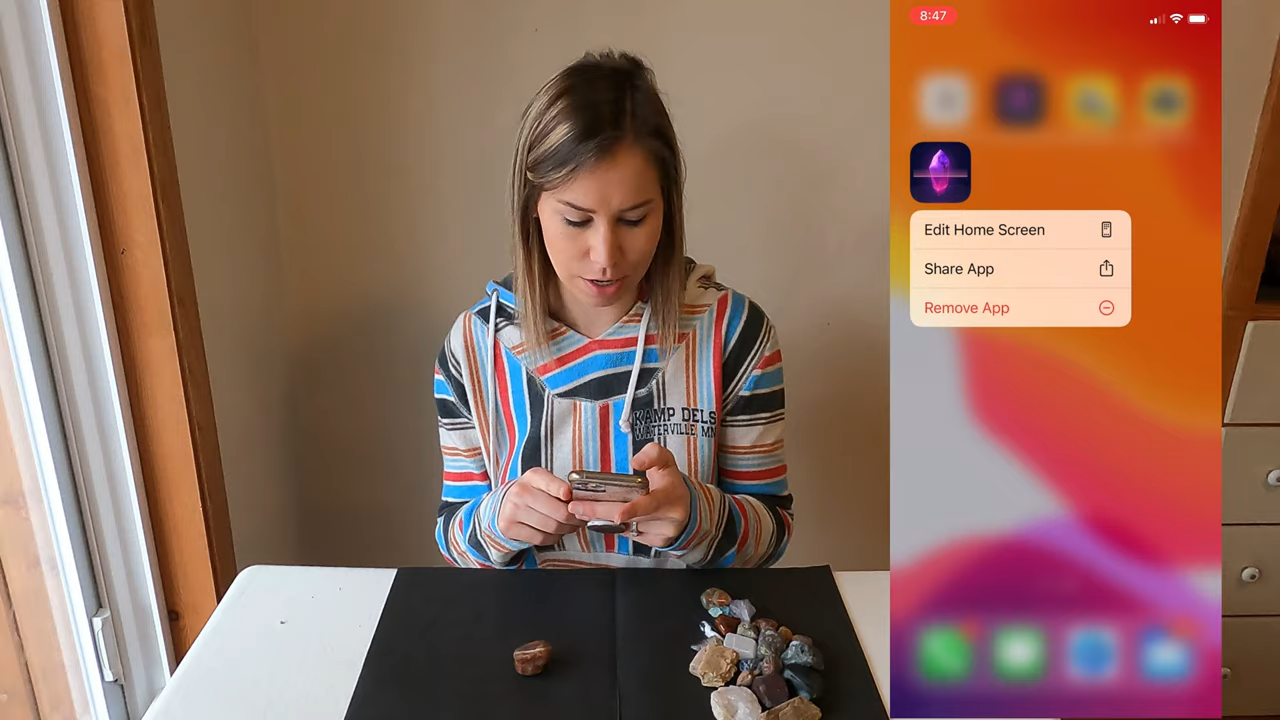 8:47
Edit Home Screen
Share App
Remove App
KAMP DELS
WATERVILLE, MN